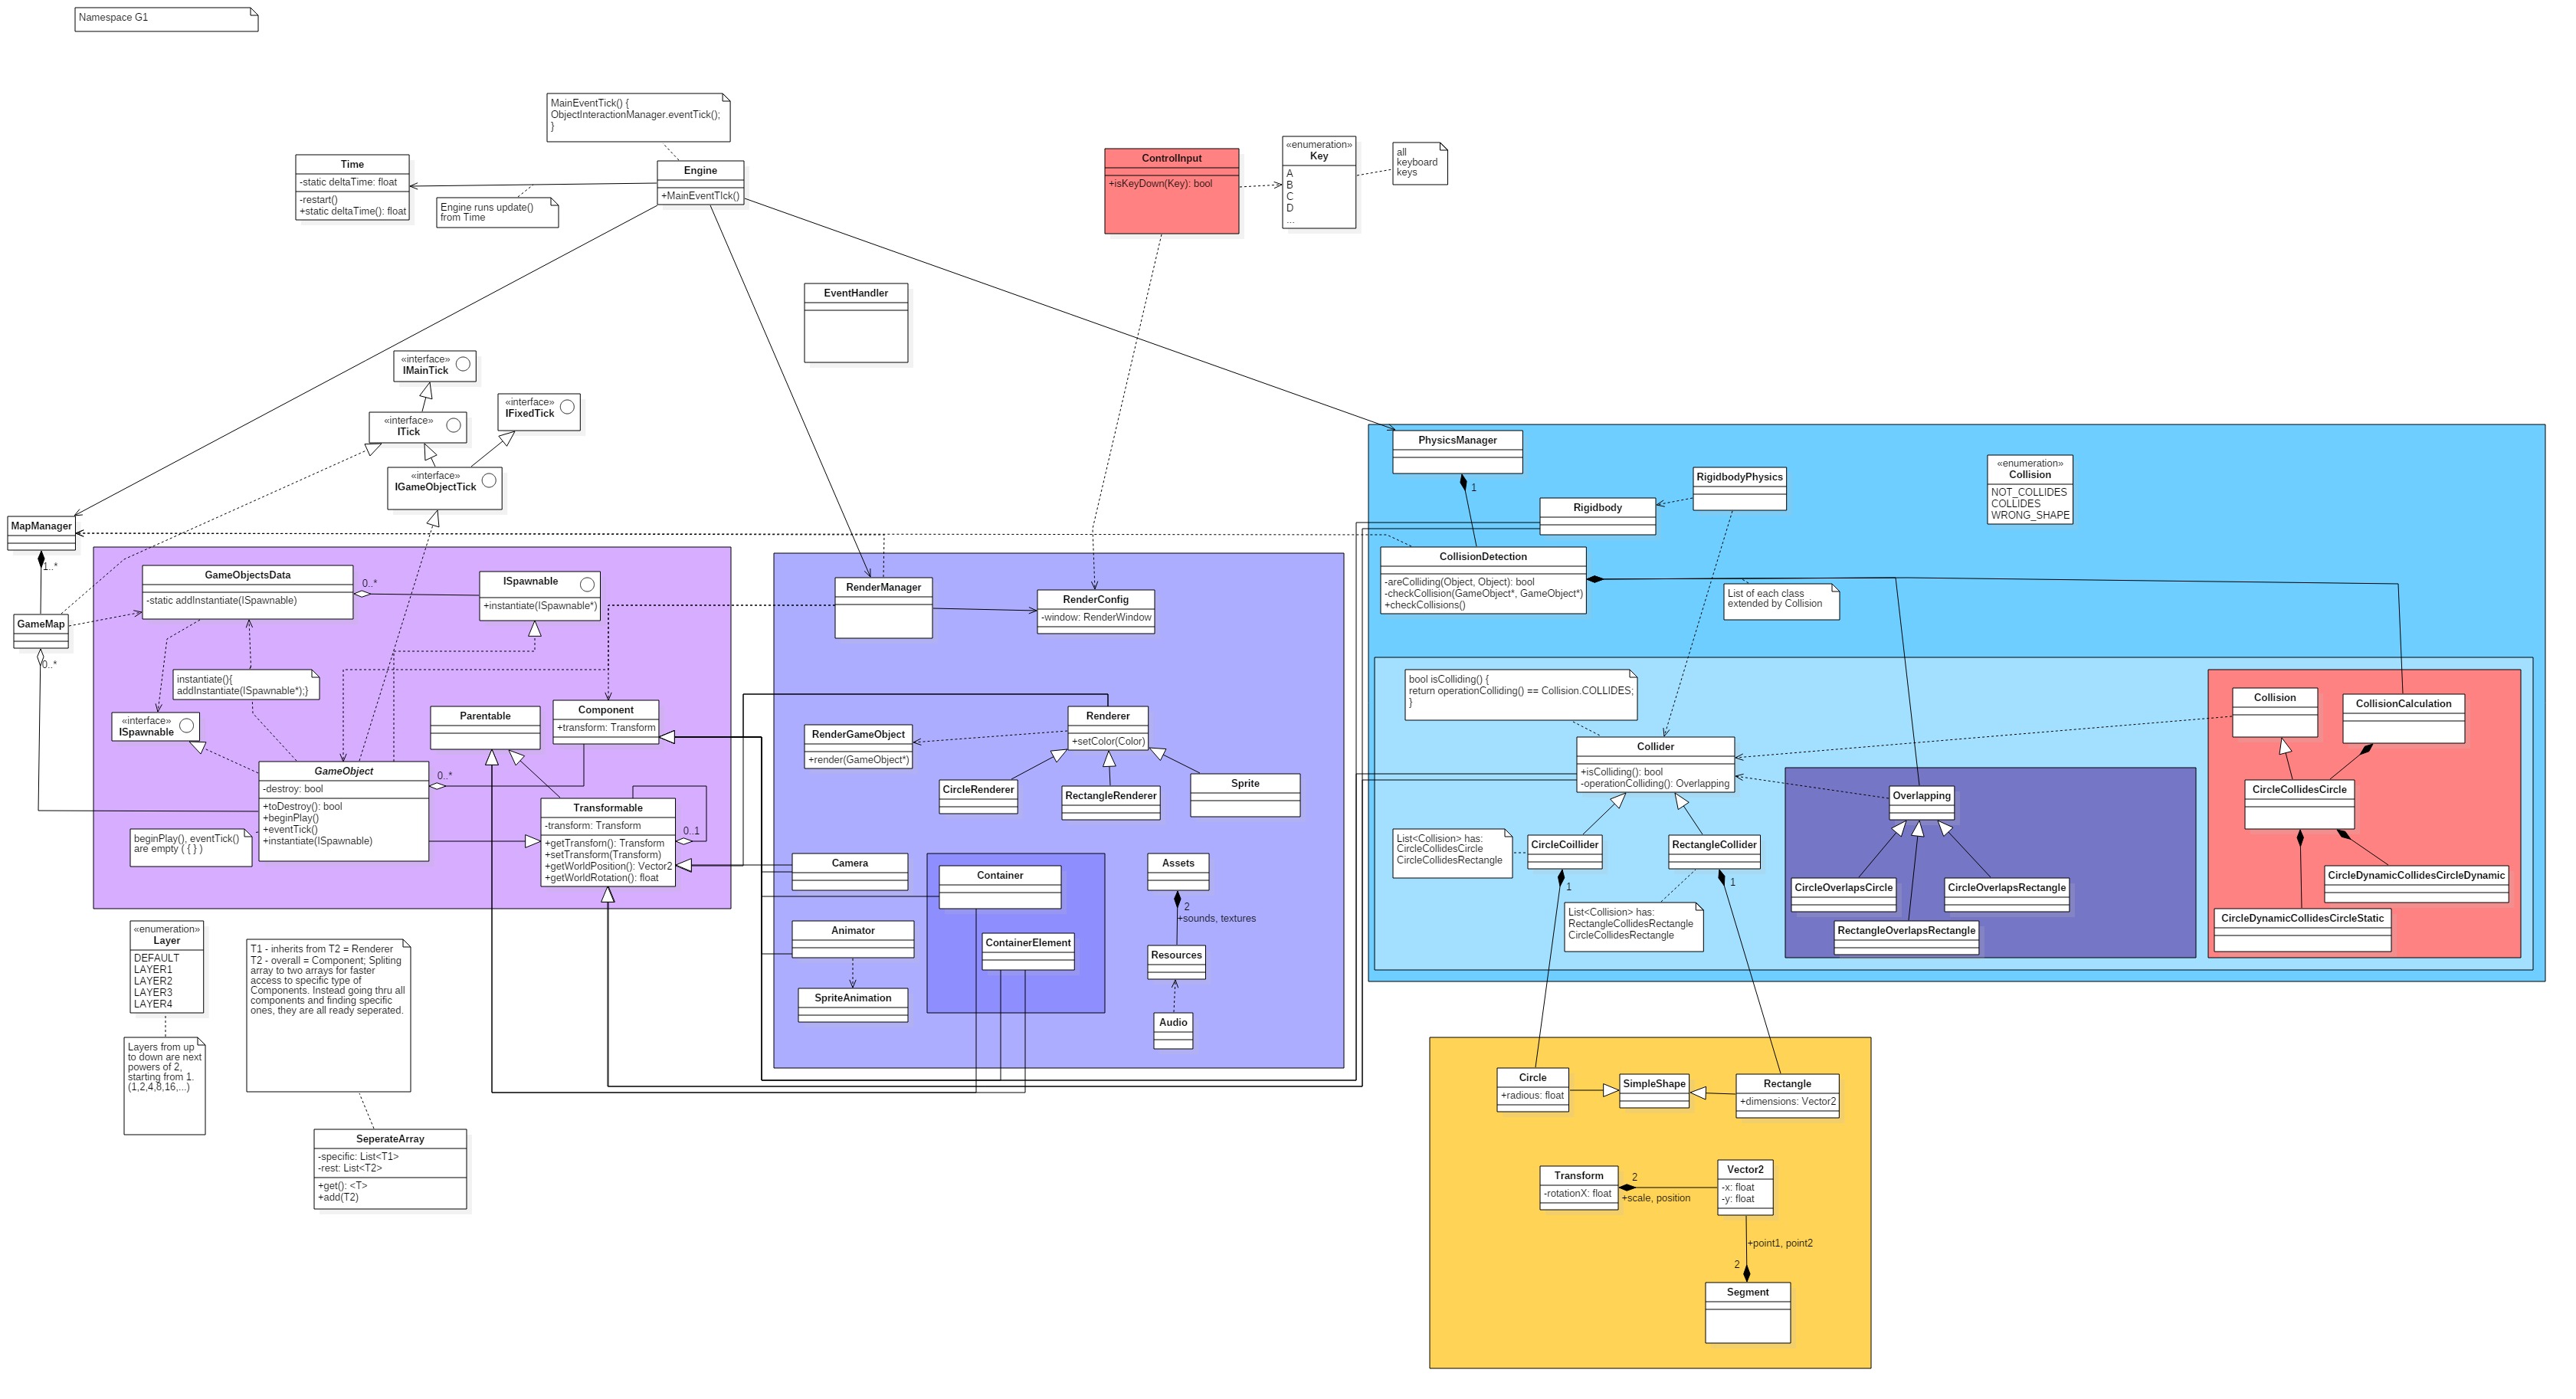 Namespace G1
MainEventTick() {
ObjectInteractionManager.eventTick();
}
Time
-static deltaTime: float
-restart()
+static deltaTime(): float
Engine
+MainEventTIck()
Engine runs update()
from Time
ControlInput
+isKeyDown(Key): bool
«enumeration»
Key
A
B
C
D
...
all
keyboard
keys
EventHandler
«interface»
IMainTick
«interface»
ITick
«interface»
IFixedTick
«interface»
IGameObjectTick
MapManager
1..*
GameMap
0..*
GameObjectsData
-static addInstantiate(ISpawnable)
0..*
ISpawnable
+instantiate(ISpawnable*)
instantiate(){
addInstantiate(ISpawnable*);}
«interface»
ISpawnable
Parentable
Component
+transform: Transform
GameObject
-destroy: bool
+toDestroy(): bool
+beginPlay()
+eventTick()
+instantiate(ISpawnable)
0..*
beginPlay(), eventTick()
are empty ( { } )
Transformable
-transform: Transform
+getTransfom(): Transform
+setTransform(Transform)
+getWorldPosition(): Vector2
+getWorldRotation(): float
0..1
«enumeration»
Layer
DEFAULT
LAYER1
LAYER2
LAYER3
LAYER4
Layers from up
to down are next
powers of 2,
starting from 1.
(1,2,4,8,16,...)
T1 - inherits from T2 = Renderer
T2 - overall = Component; Spliting
array to two arrays for faster
access to specific type of
Components. Instead going thru all
components and finding specific
ones, they are all ready seperated.
SeperateArray
-specific: List<T1>
-rest: List<T2>
+get(): <T>
+add(T2)
RenderManager
RenderConfig
-window: RenderWindow
RenderGameObject
+render(GameObject*)
Renderer
+setColor(Color)
CircleRenderer
RectangleRenderer
Sprite
Camera
Animator
SpriteAnimation
Container
ContainerElement
Assets
2
+sounds, textures
Resources
Audio
PhysicsManager
1
Rigidbody
RigidbodyPhysics
«enumeration»
Collision
NOT_COLLIDES
COLLIDES
WRONG_SHAPE
CollisionDetection
-areColliding(Object, Object): bool
-checkCollision(GameObject*, GameObject*)
+checkCollisions()
List of each class
extended by Collision
bool isColliding() {
return operationColliding() == Collision.COLLIDES;
}
Collider
+isColliding(): bool
-operationColliding(): Overlapping
List<Collision> has:
CircleCollidesCircle
CircleCollidesRectangle
CircleCoillider
1
RectangleCollider
1
List<Collision> has:
RectangleCollidesRectangle
CircleCollidesRectangle
Overlapping
CircleOverlapsCircle
CircleOverlapsRectangle
RectangleOverlapsRectangle
Collision
CollisionCalculation
CircleCollidesCircle
CircleDynamicCollidesCircleDynamic
CircleDynamicCollidesCircleStatic
Circle
+radious: float
SimpleShape
Rectangle
+dimensions: Vector2
Transform
-rotationX: float
2
+scale, position
Vector2
-x: float
-y: float
+point1, point2
2
Segment